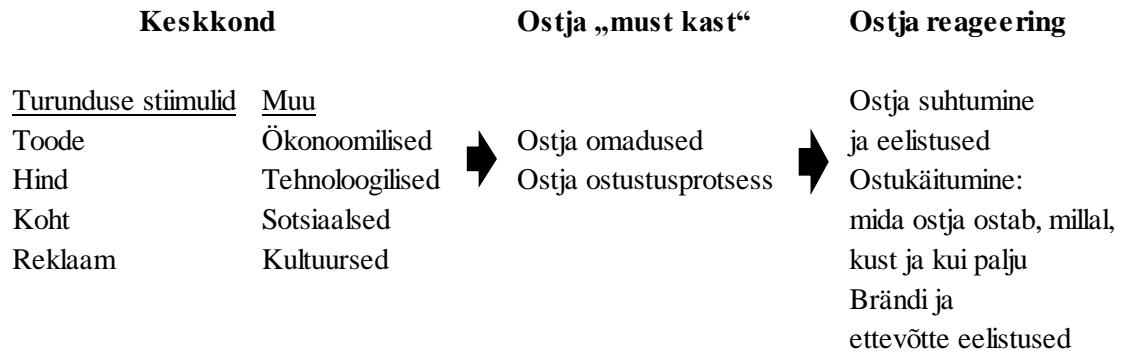 Keskkond Ostja „must kast“ Ostja reageering
Turunduse stiimulid Muu Ostja suhtumine
Toode Ökonoomilised Ostja omadused ja eelistused
Hind Tehnoloogilised Ostja ostustusprotsess Ostukäitumine:
Koht Sotsiaalsed mida ostja ostab, millal,
Reklaam Kultuursed kust ja kui palju
Brändi ja
ettevõtte eelistused